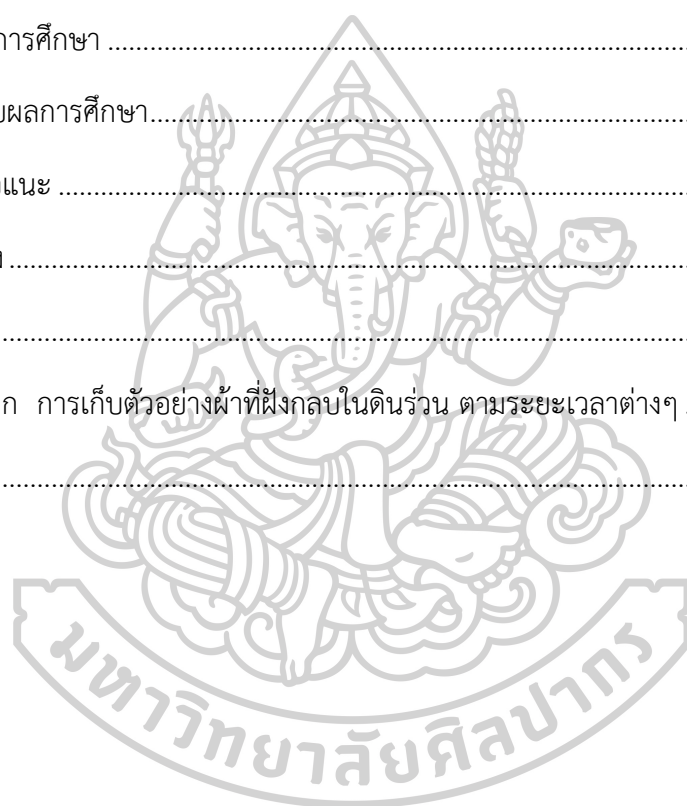 การศึกษา ..........................................................................................
ผลการศึกษา..........................................................................................
แนะ ..........................................................................................
..........................................................................................
..........................................................................................
ก การเก็บตัวอย่างผ้าที่ฝังกลบในดินร่วน ตามระยะเวลาต่างๆ .
..........................................................................................
มหาวิทยาลัยศิลปากร